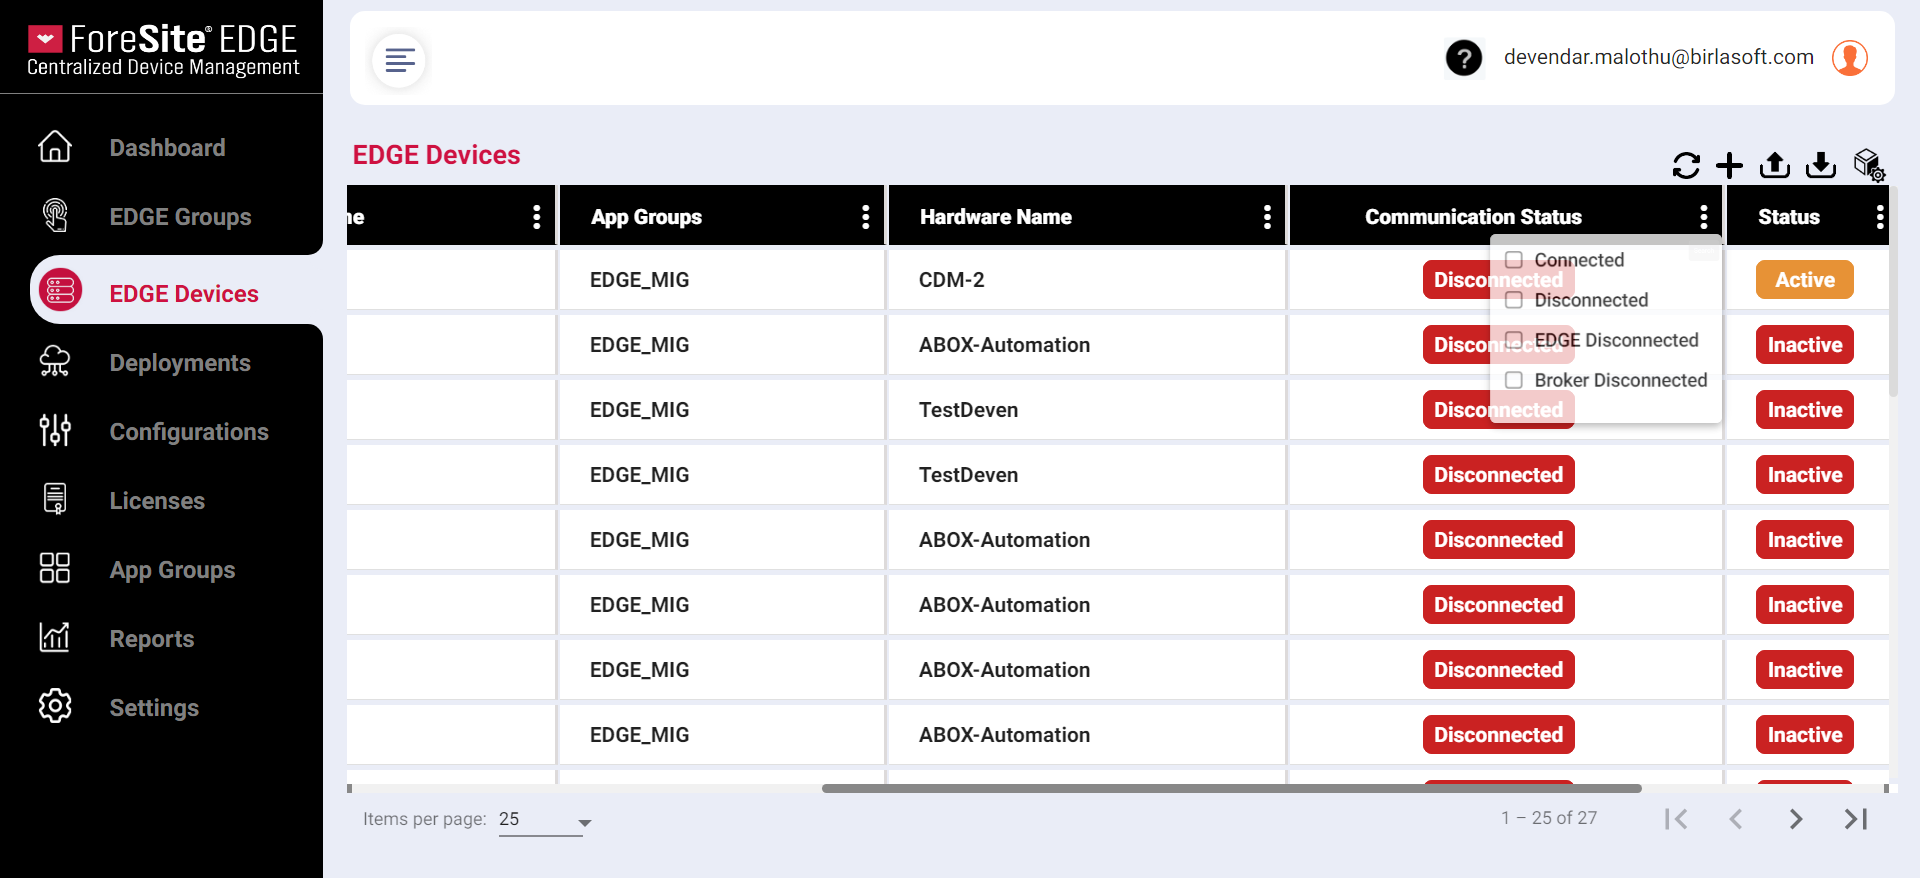 ForeSite® EDGE
Centralized Device Management
?
devendar.malothu@birlasoft.com
Dashboard
EDGE Groups
EDGE Devices
Deployments
Configurations
Licenses
App Groups
Reports
Settings
EDGE Devices
ne App Groups Hardware Name Communication Status Status
Connected
Disconnected
EDGE Disconnected
Broker Disconnected
EDGE_MIG CDM-2 Disconnected Active
EDGE_MIG ABOX-Automation Disconnected Inactive
EDGE_MIG TestDeven Disconnected Inactive
EDGE_MIG TestDeven Disconnected Inactive
EDGE_MIG ABOX-Automation Disconnected Inactive
EDGE_MIG ABOX-Automation Disconnected Inactive
EDGE_MIG ABOX-Automation Disconnected Inactive
EDGE_MIG ABOX-Automation Disconnected Inactive
Items per page: 25 1 – 25 of 27